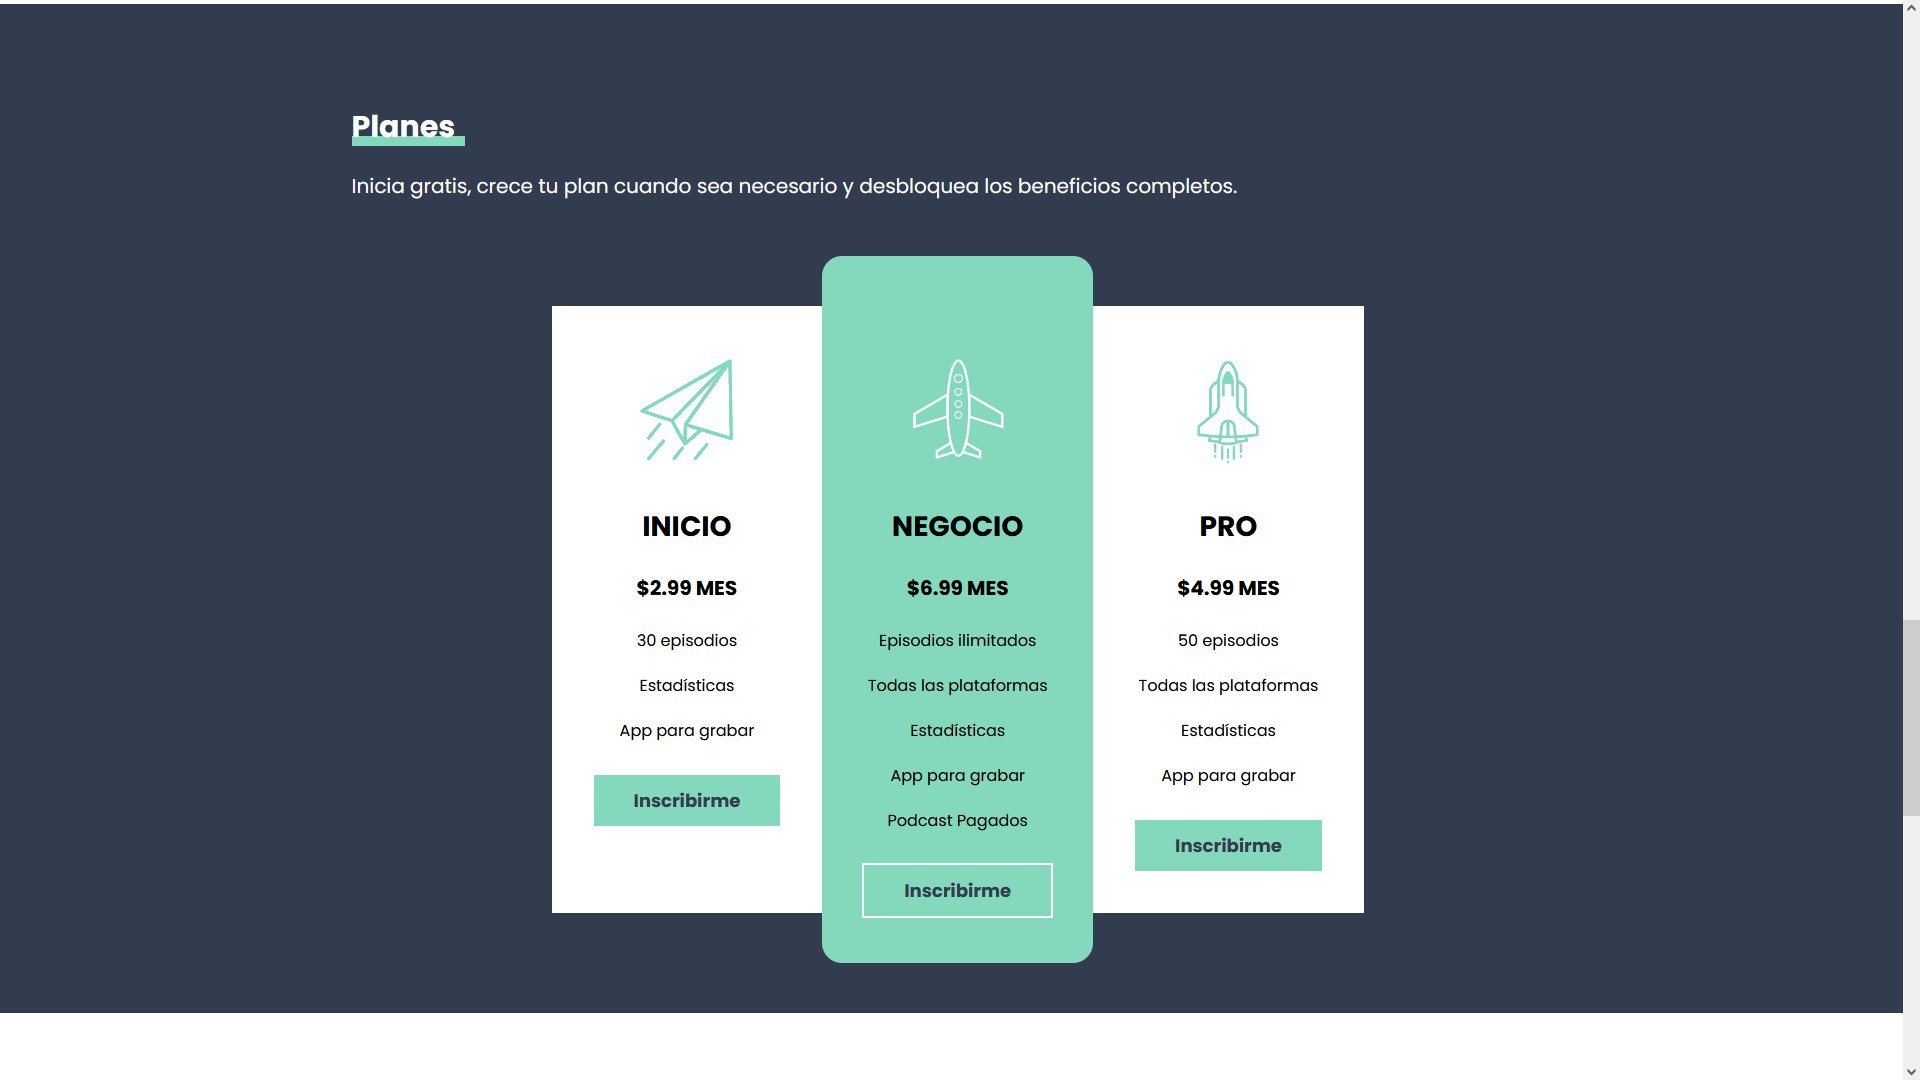 Planes
Inicia gratis, crece tu plan cuando sea necesario y desbloquea los beneficios completos.
INICIO
$2.99 MES
30 episodios
Estadísticas
App para grabar
Inscribirme
NEGOCIO
$6.99 MES
Episodios ilimitados
Todas las plataformas
Estadísticas
App para grabar
Podcast Pagados
Inscribirme
PRO
$4.99 MES
50 episodios
Todas las plataformas
Estadísticas
App para grabar
Inscribirme